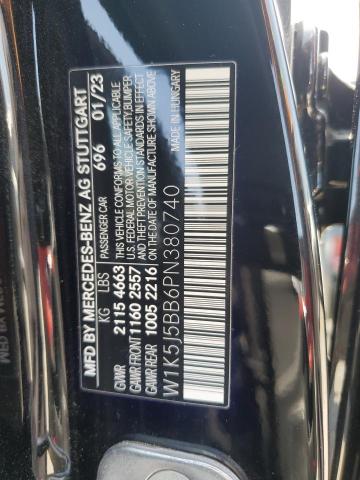 MFD BY MERCEDES-BENZ AG STUTTGART
KG LBS PASSENGER CAR 696 01/23
GVWR 2115 4663 THIS VEHICLE CONFORMS TO ALL APPLICABLE
GAWR FRONT 1160 2557 U.S. FEDERAL MOTOR VEHICLE SAFETY, BUMPER
GAWR REAR 1005 2216 AND THEFT PREVENTION STANDARDS IN EFFECT
ON THE DATE OF MANUFACTURE SHOWN ABOVE.
W1K5J5BB6PN380740 MADE IN HUNGARY